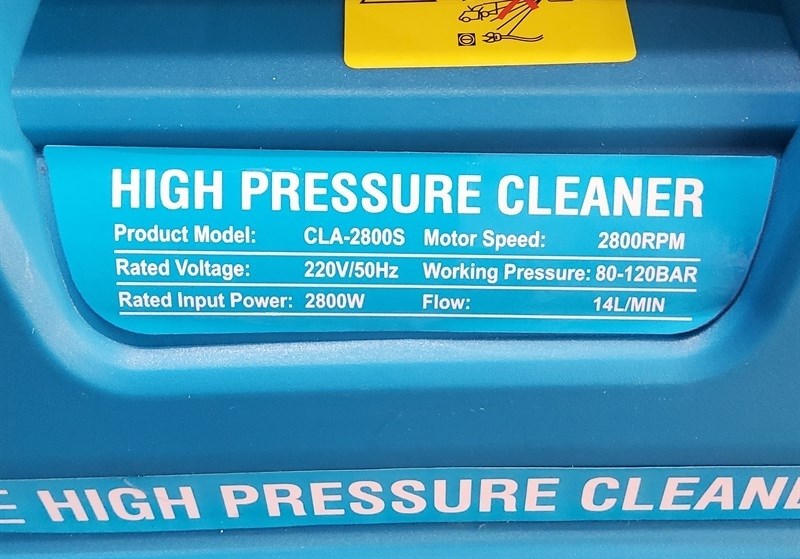 HIGH PRESSURE CLEANER
Product Model: CLA-2800S Motor Speed: 2800RPM
Rated Voltage: 220V/50Hz Working Pressure: 80-120BAR
Rated Input Power: 2800W Flow: 14L/MIN
E HIGH PRESSURE CLEAN